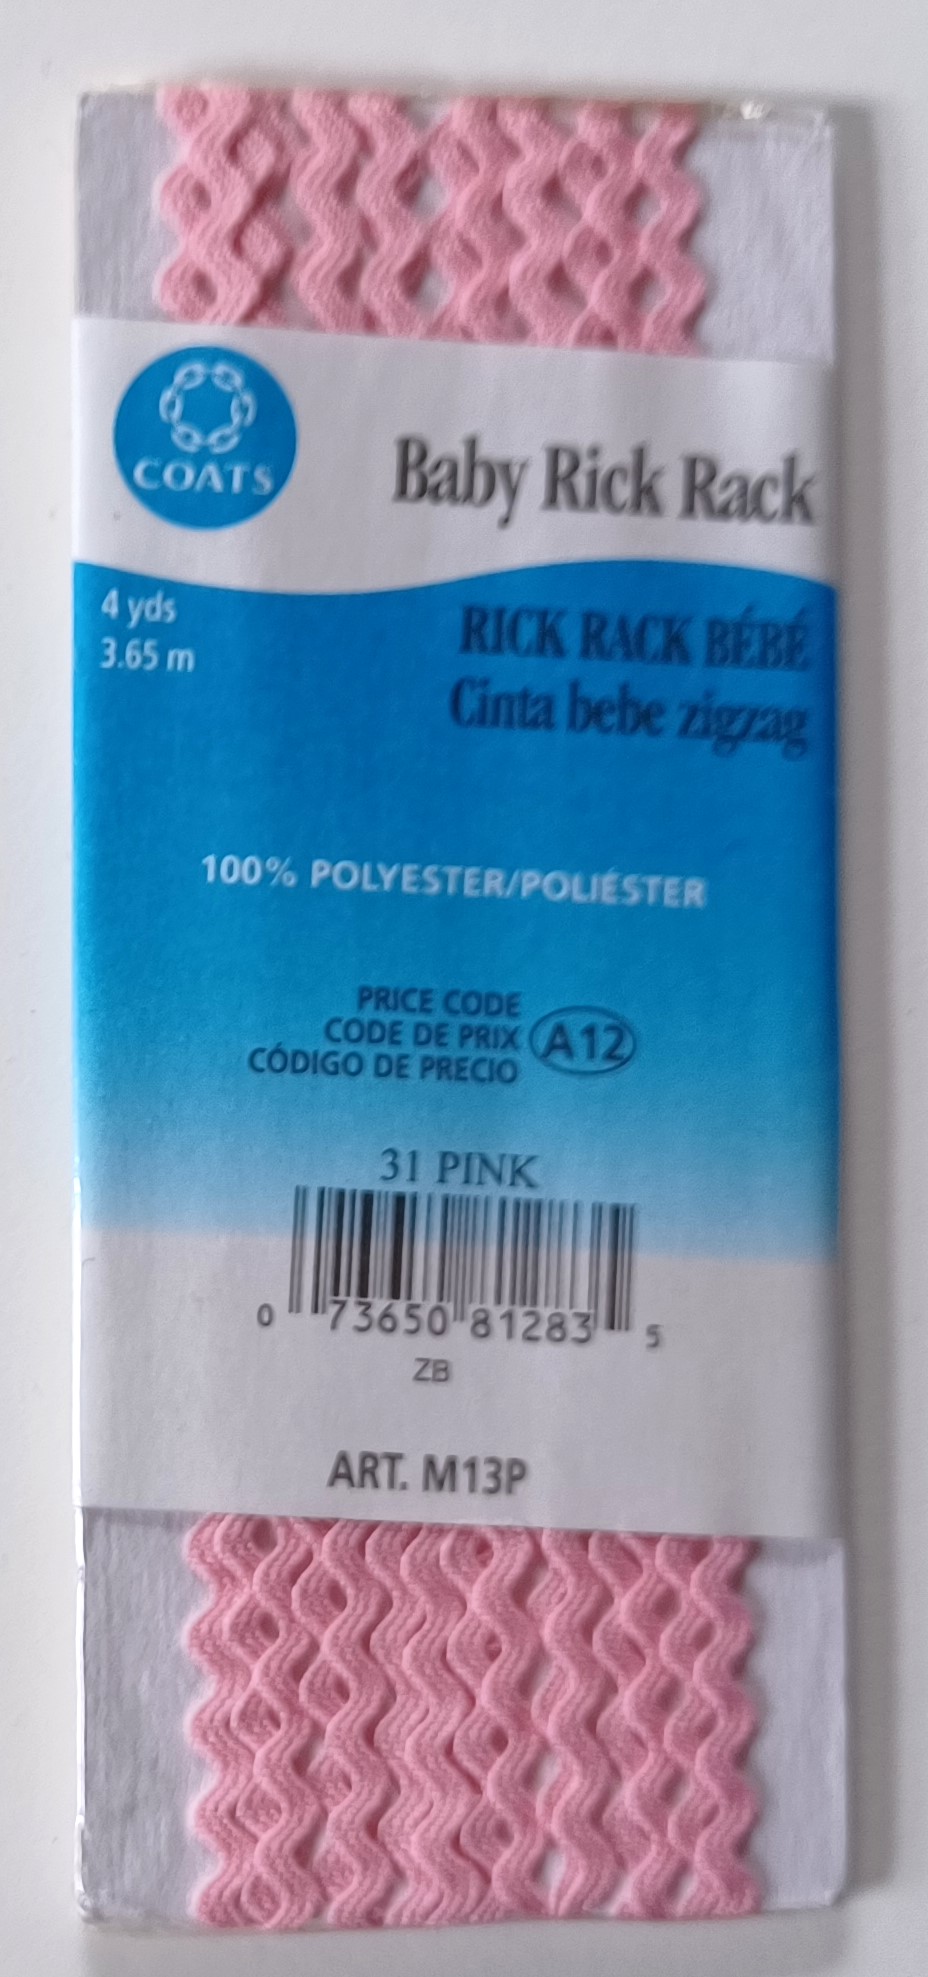 COATS
Baby Rick Rack
4 yds
3.65 m
RICK RACK BÉBÉ
Cinta bebe zigzag
100% POLYESTER/POLIÉSTER
PRICE CODE
CODE DE PRIX
CÓDIGO DE PRECIO
A12
31 PINK
0 73650 81283 5
ZB
ART. M13P